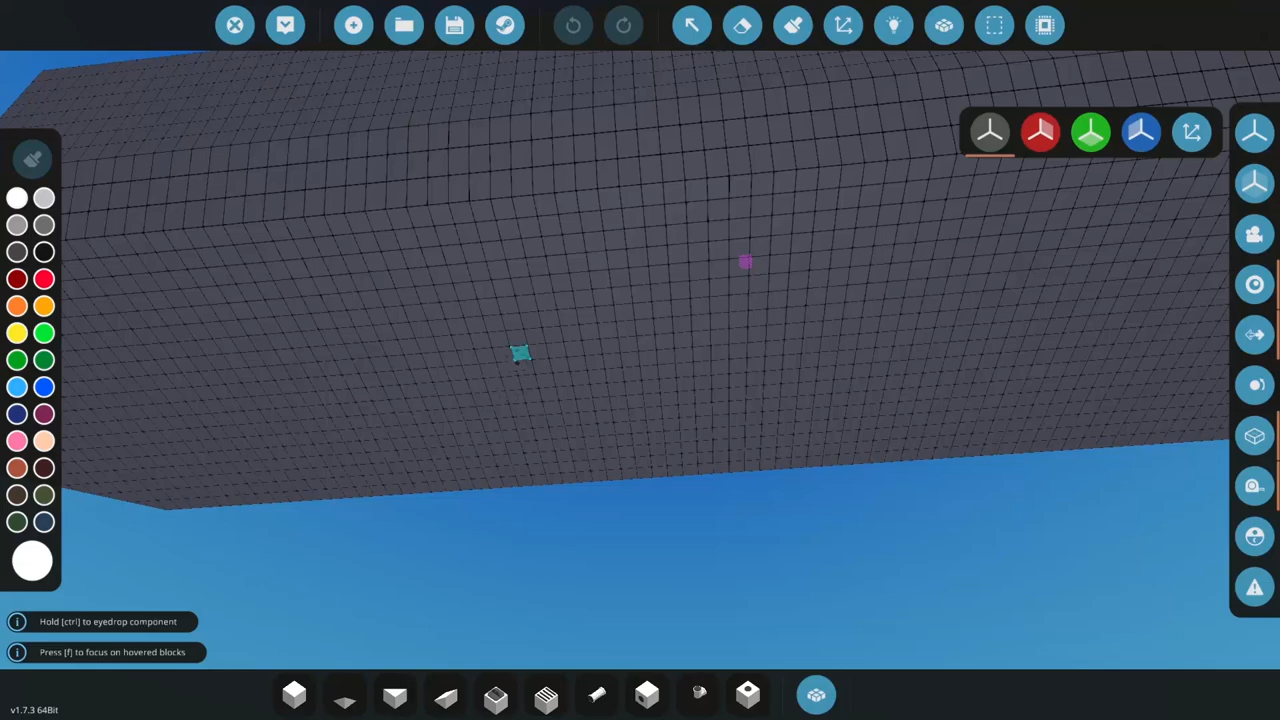 Hold [ctrl] to eyedrop component
Press [f] to focus on hovered blocks
v1.7.3 64Bit